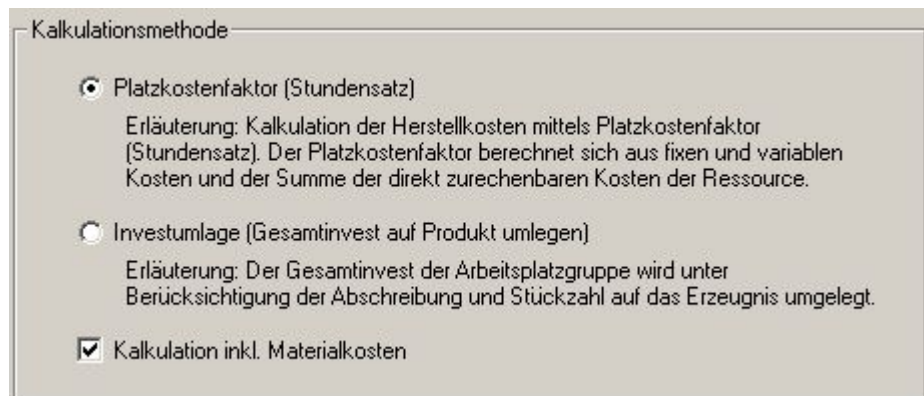 Kalkulationsmethode
Platzkostenfaktor (Stundensatz)
Erläuterung: Kalkulation der Herstellkosten mittels Platzkostenfaktor
(Stundensatz). Der Platzkostenfaktor berechnet sich aus fixen und variablen
Kosten und der Summe der direkt zurechenbaren Kosten der Ressource.
Investumlage (Gesamtinvest auf Produkt umlegen)
Erläuterung: Der Gesamtinvest der Arbeitsplatzgruppe wird unter
Berücksichtigung der Abschreibung und Stückzahl auf das Erzeugnis umgelegt.
Kalkulation inkl. Materialkosten